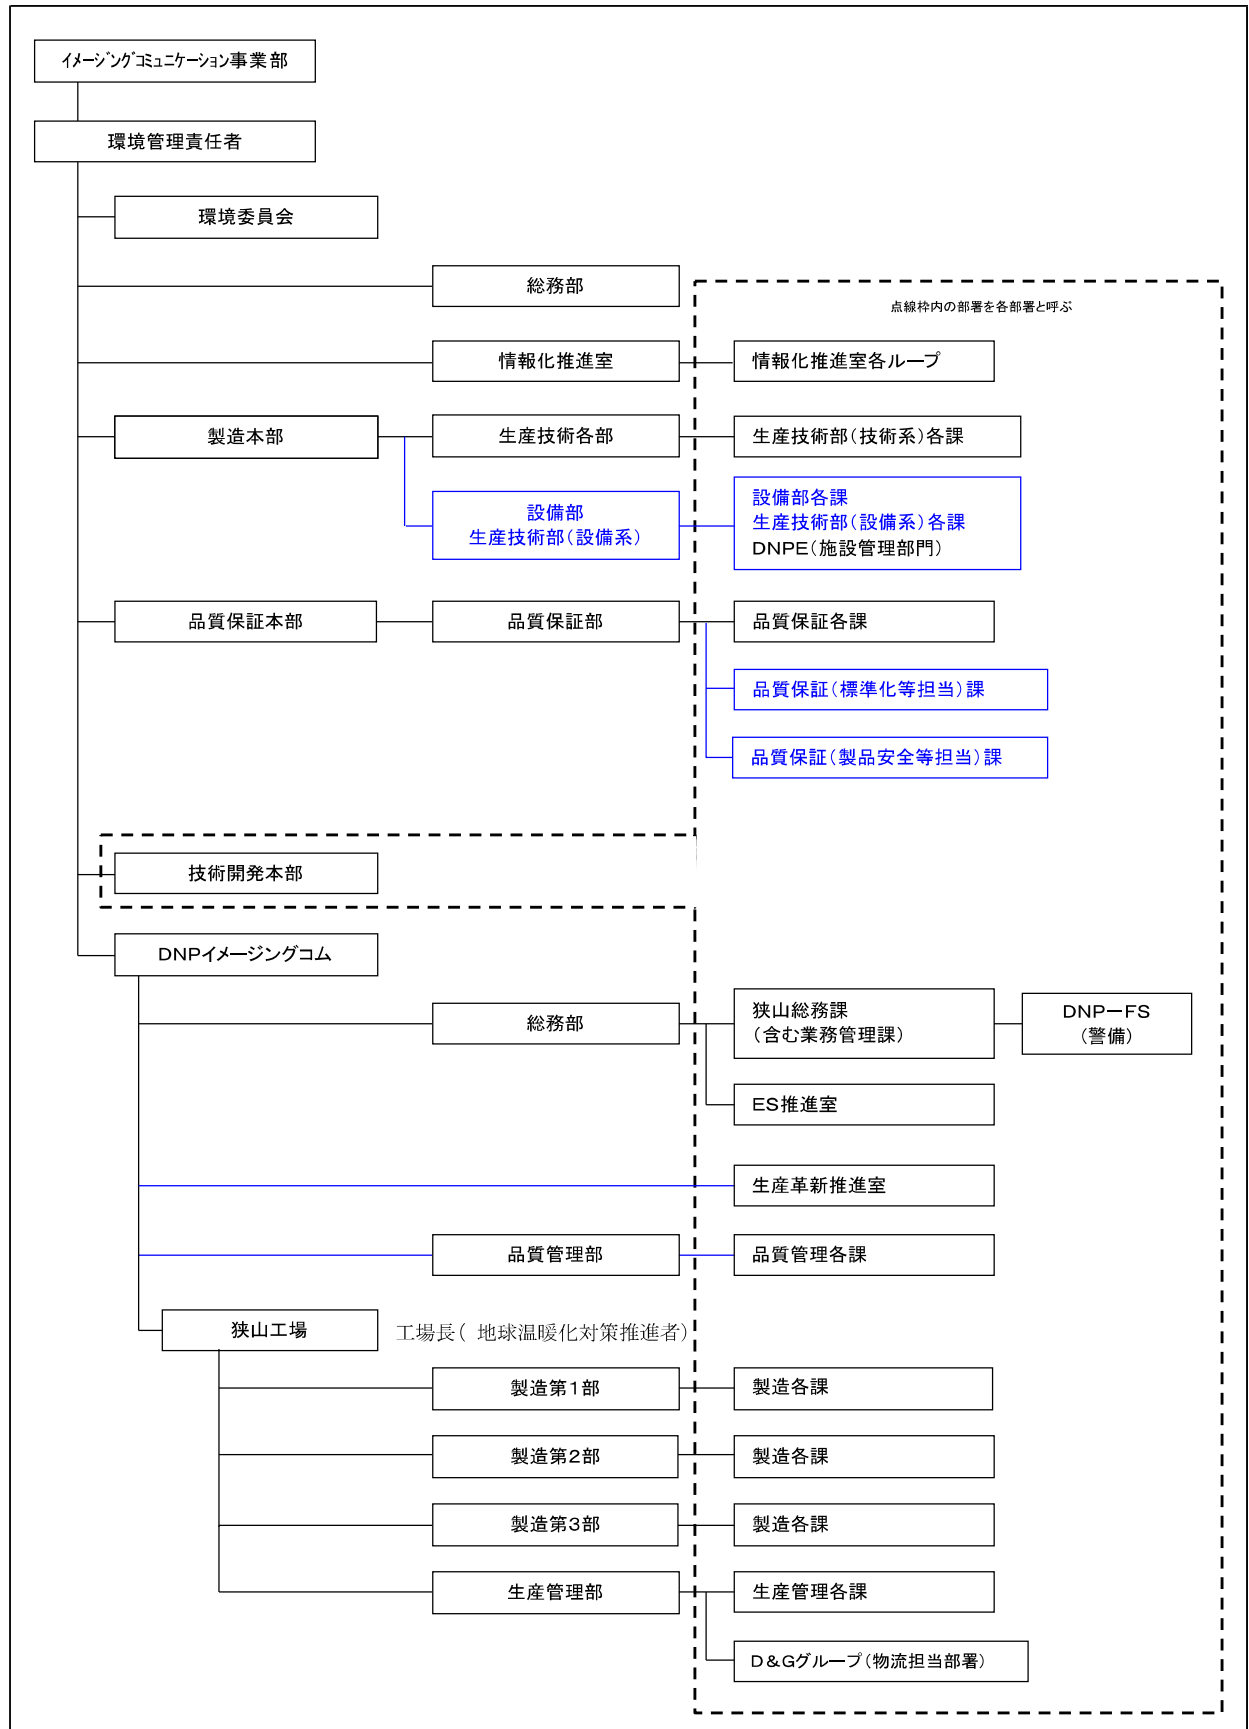 イメージングコミュニケーション事業部
環境管理責任者
環境委員会
総務部
点線枠内の部署を各部署と呼ぶ
情報化推進室
情報化推進室各ループ
製造本部
生産技術各部
生産技術部(技術系)各課
設備部
生産技術部(設備系)
設備部各課
生産技術部(設備系)各課
DNPE(施設管理部門)
品質保証本部
品質保証部
品質保証各課
品質保証(標準化等担当)課
品質保証(製品安全等担当)課
技術開発本部
DNPイメージングコム
総務部
狭山総務課
(含む業務管理課)
DNP-FS
(警備)
ES推進室
生産革新推進室
品質管理部
品質管理各課
狭山工場
工場長( 地球温暖化対策推進者)
製造第1部
製造各課
製造第2部
製造各課
製造第3部
製造各課
生産管理部
生産管理各課
D&Gグループ(物流担当部署)